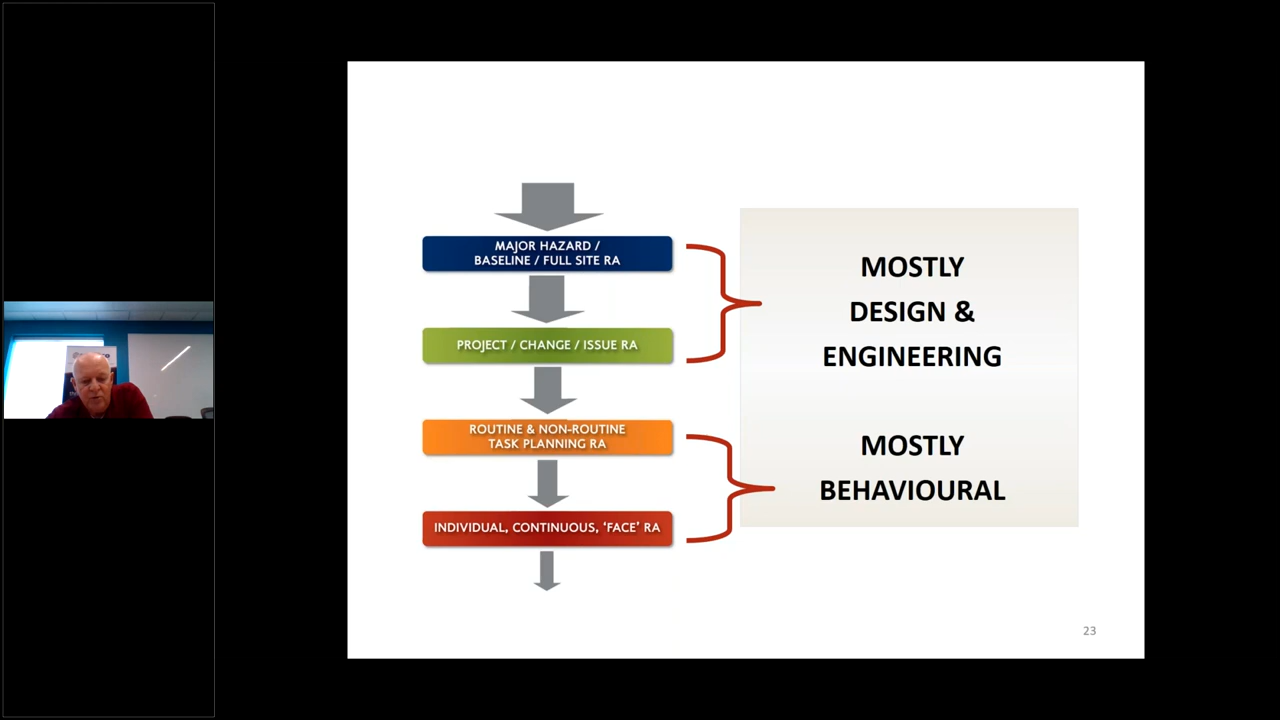 MAJOR HAZARD /
BASELINE / FULL SITE RA
PROJECT / CHANGE / ISSUE RA
ROUTINE & NON-ROUTINE
TASK PLANNING RA
INDIVIDUAL, CONTINUOUS, ‘FACE’ RA
MOSTLY
DESIGN &
ENGINEERING
MOSTLY
BEHAVIOURAL
23